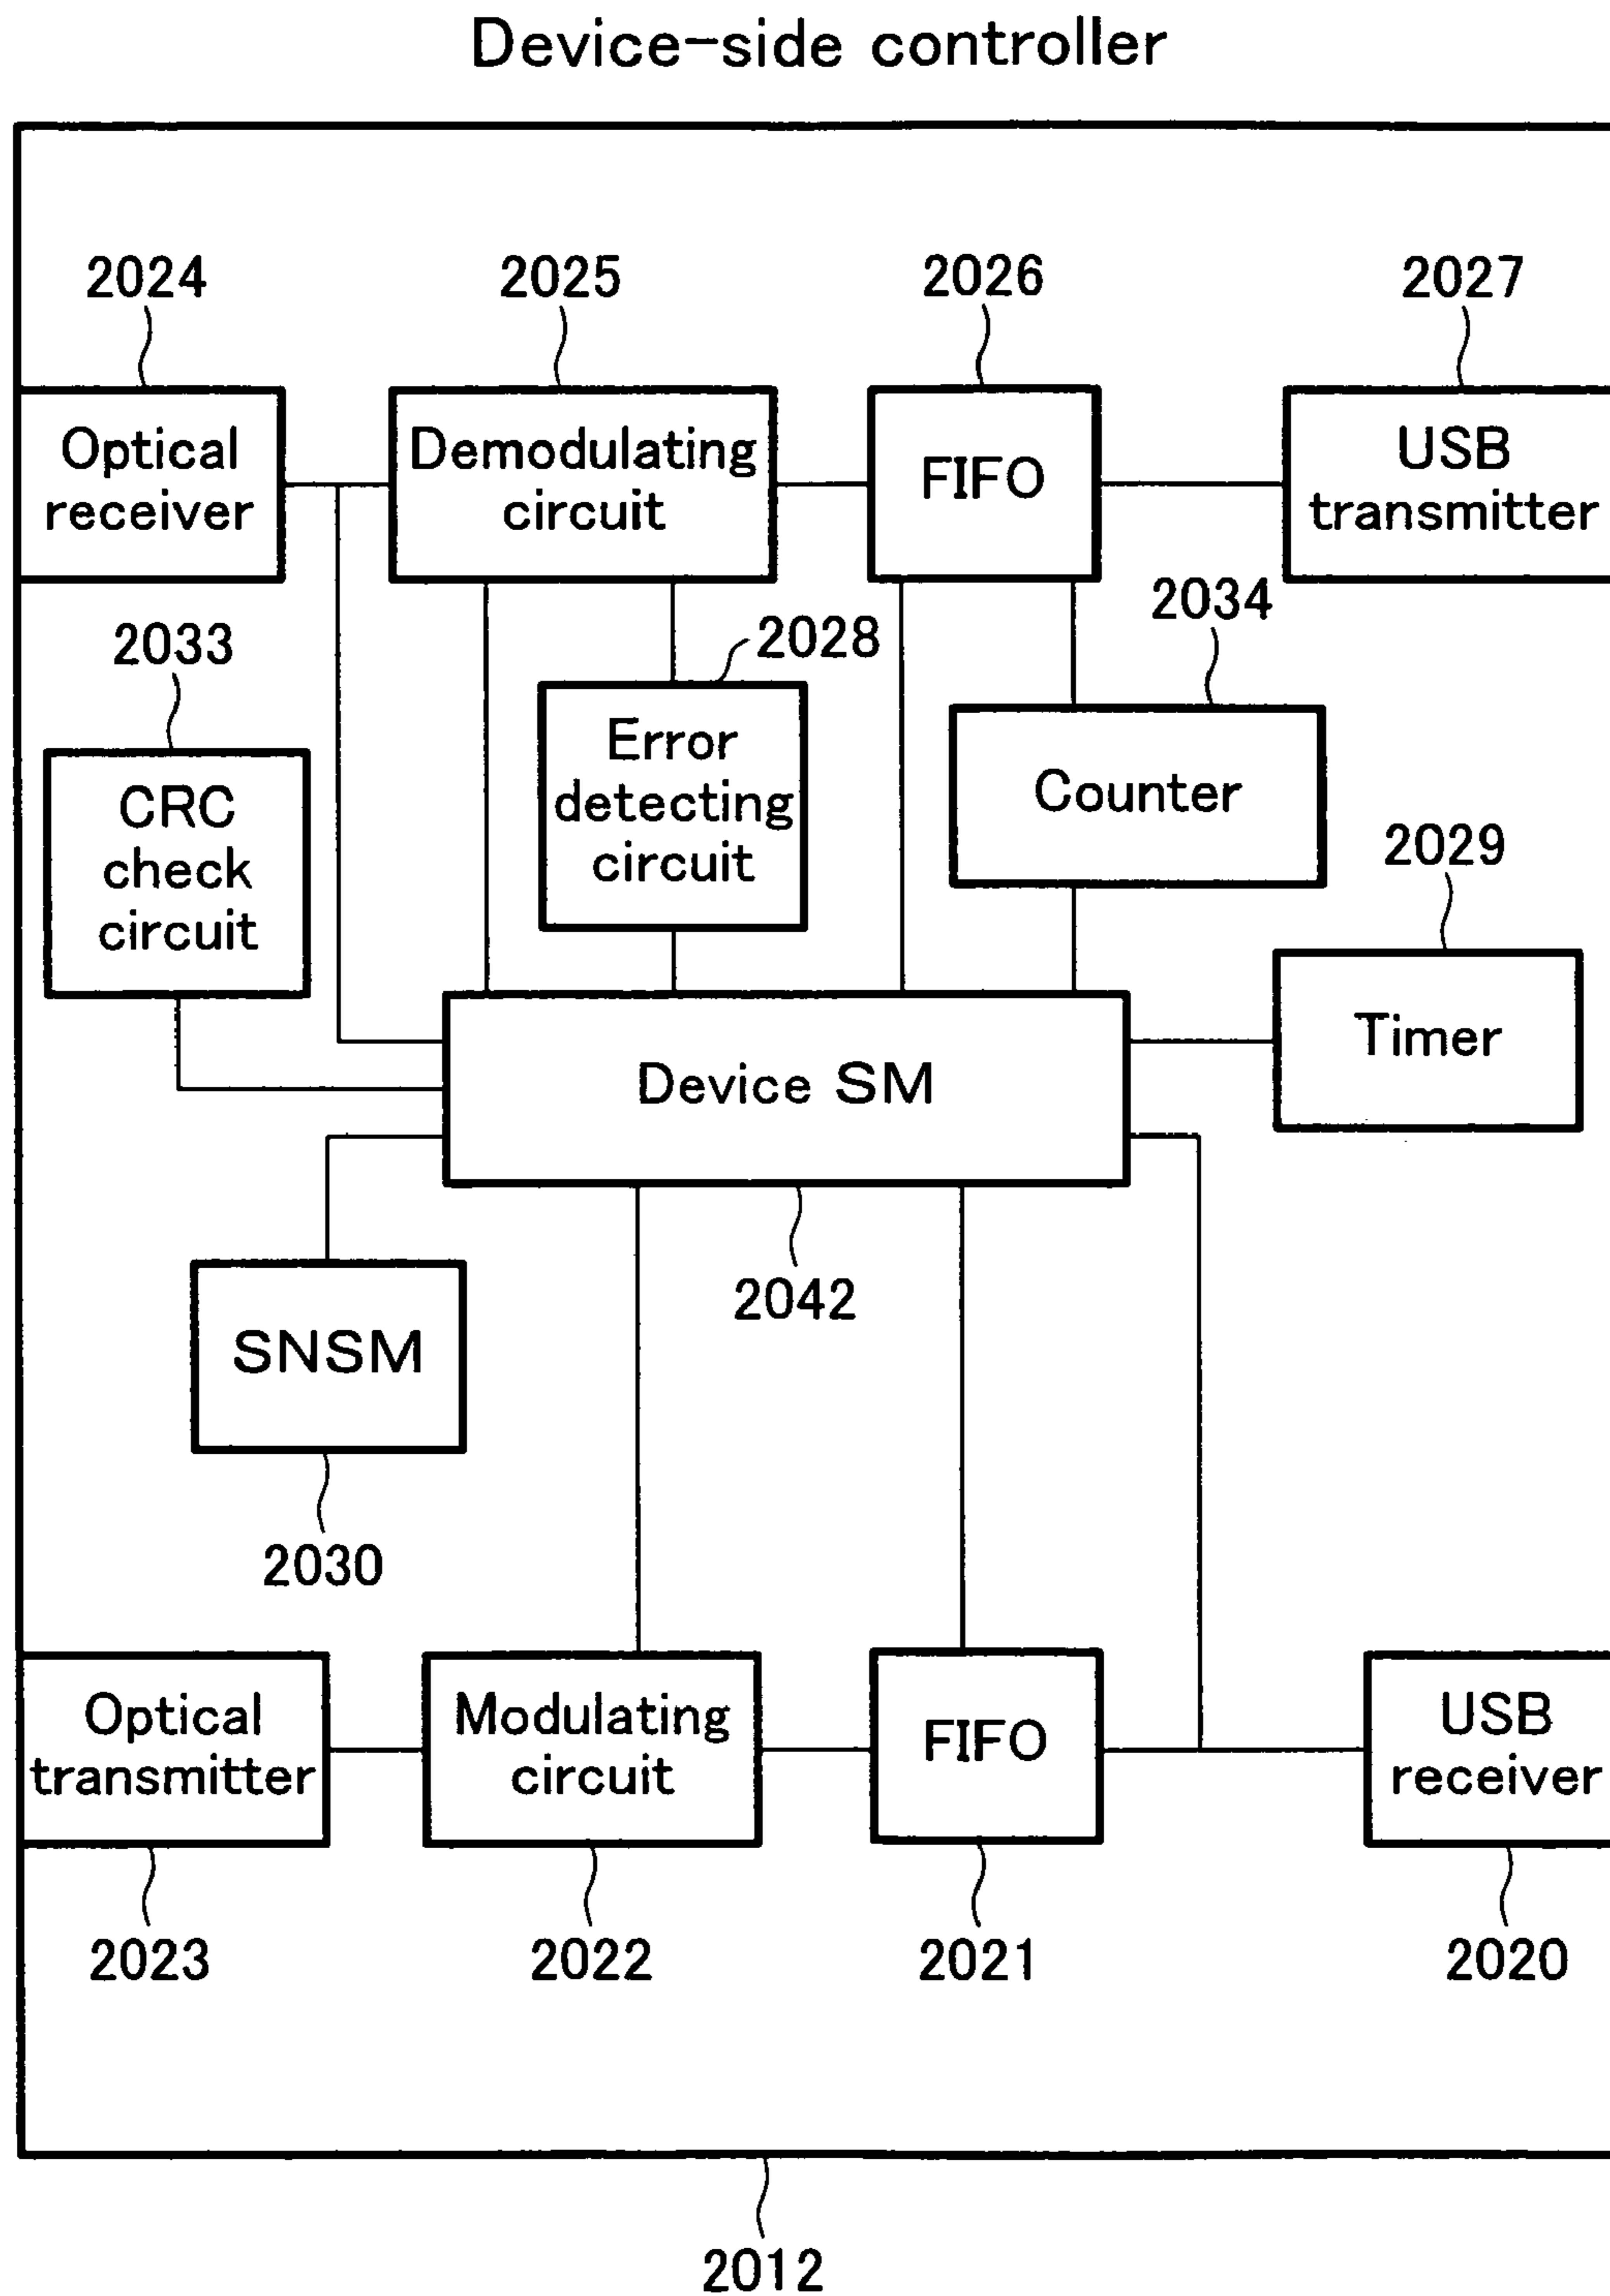 Device-side controller
2024
2025
2026
2027
Optical
receiver
Demodulating
circuit
FIFO
USB
transmitter
2033
2028
2034
CRC
check
circuit
Error
detecting
circuit
Counter
2029
Timer
Device SM
2042
SNSM
2030
Optical
transmitter
Modulating
circuit
FIFO
USB
receiver
2023
2022
2021
2020
2012